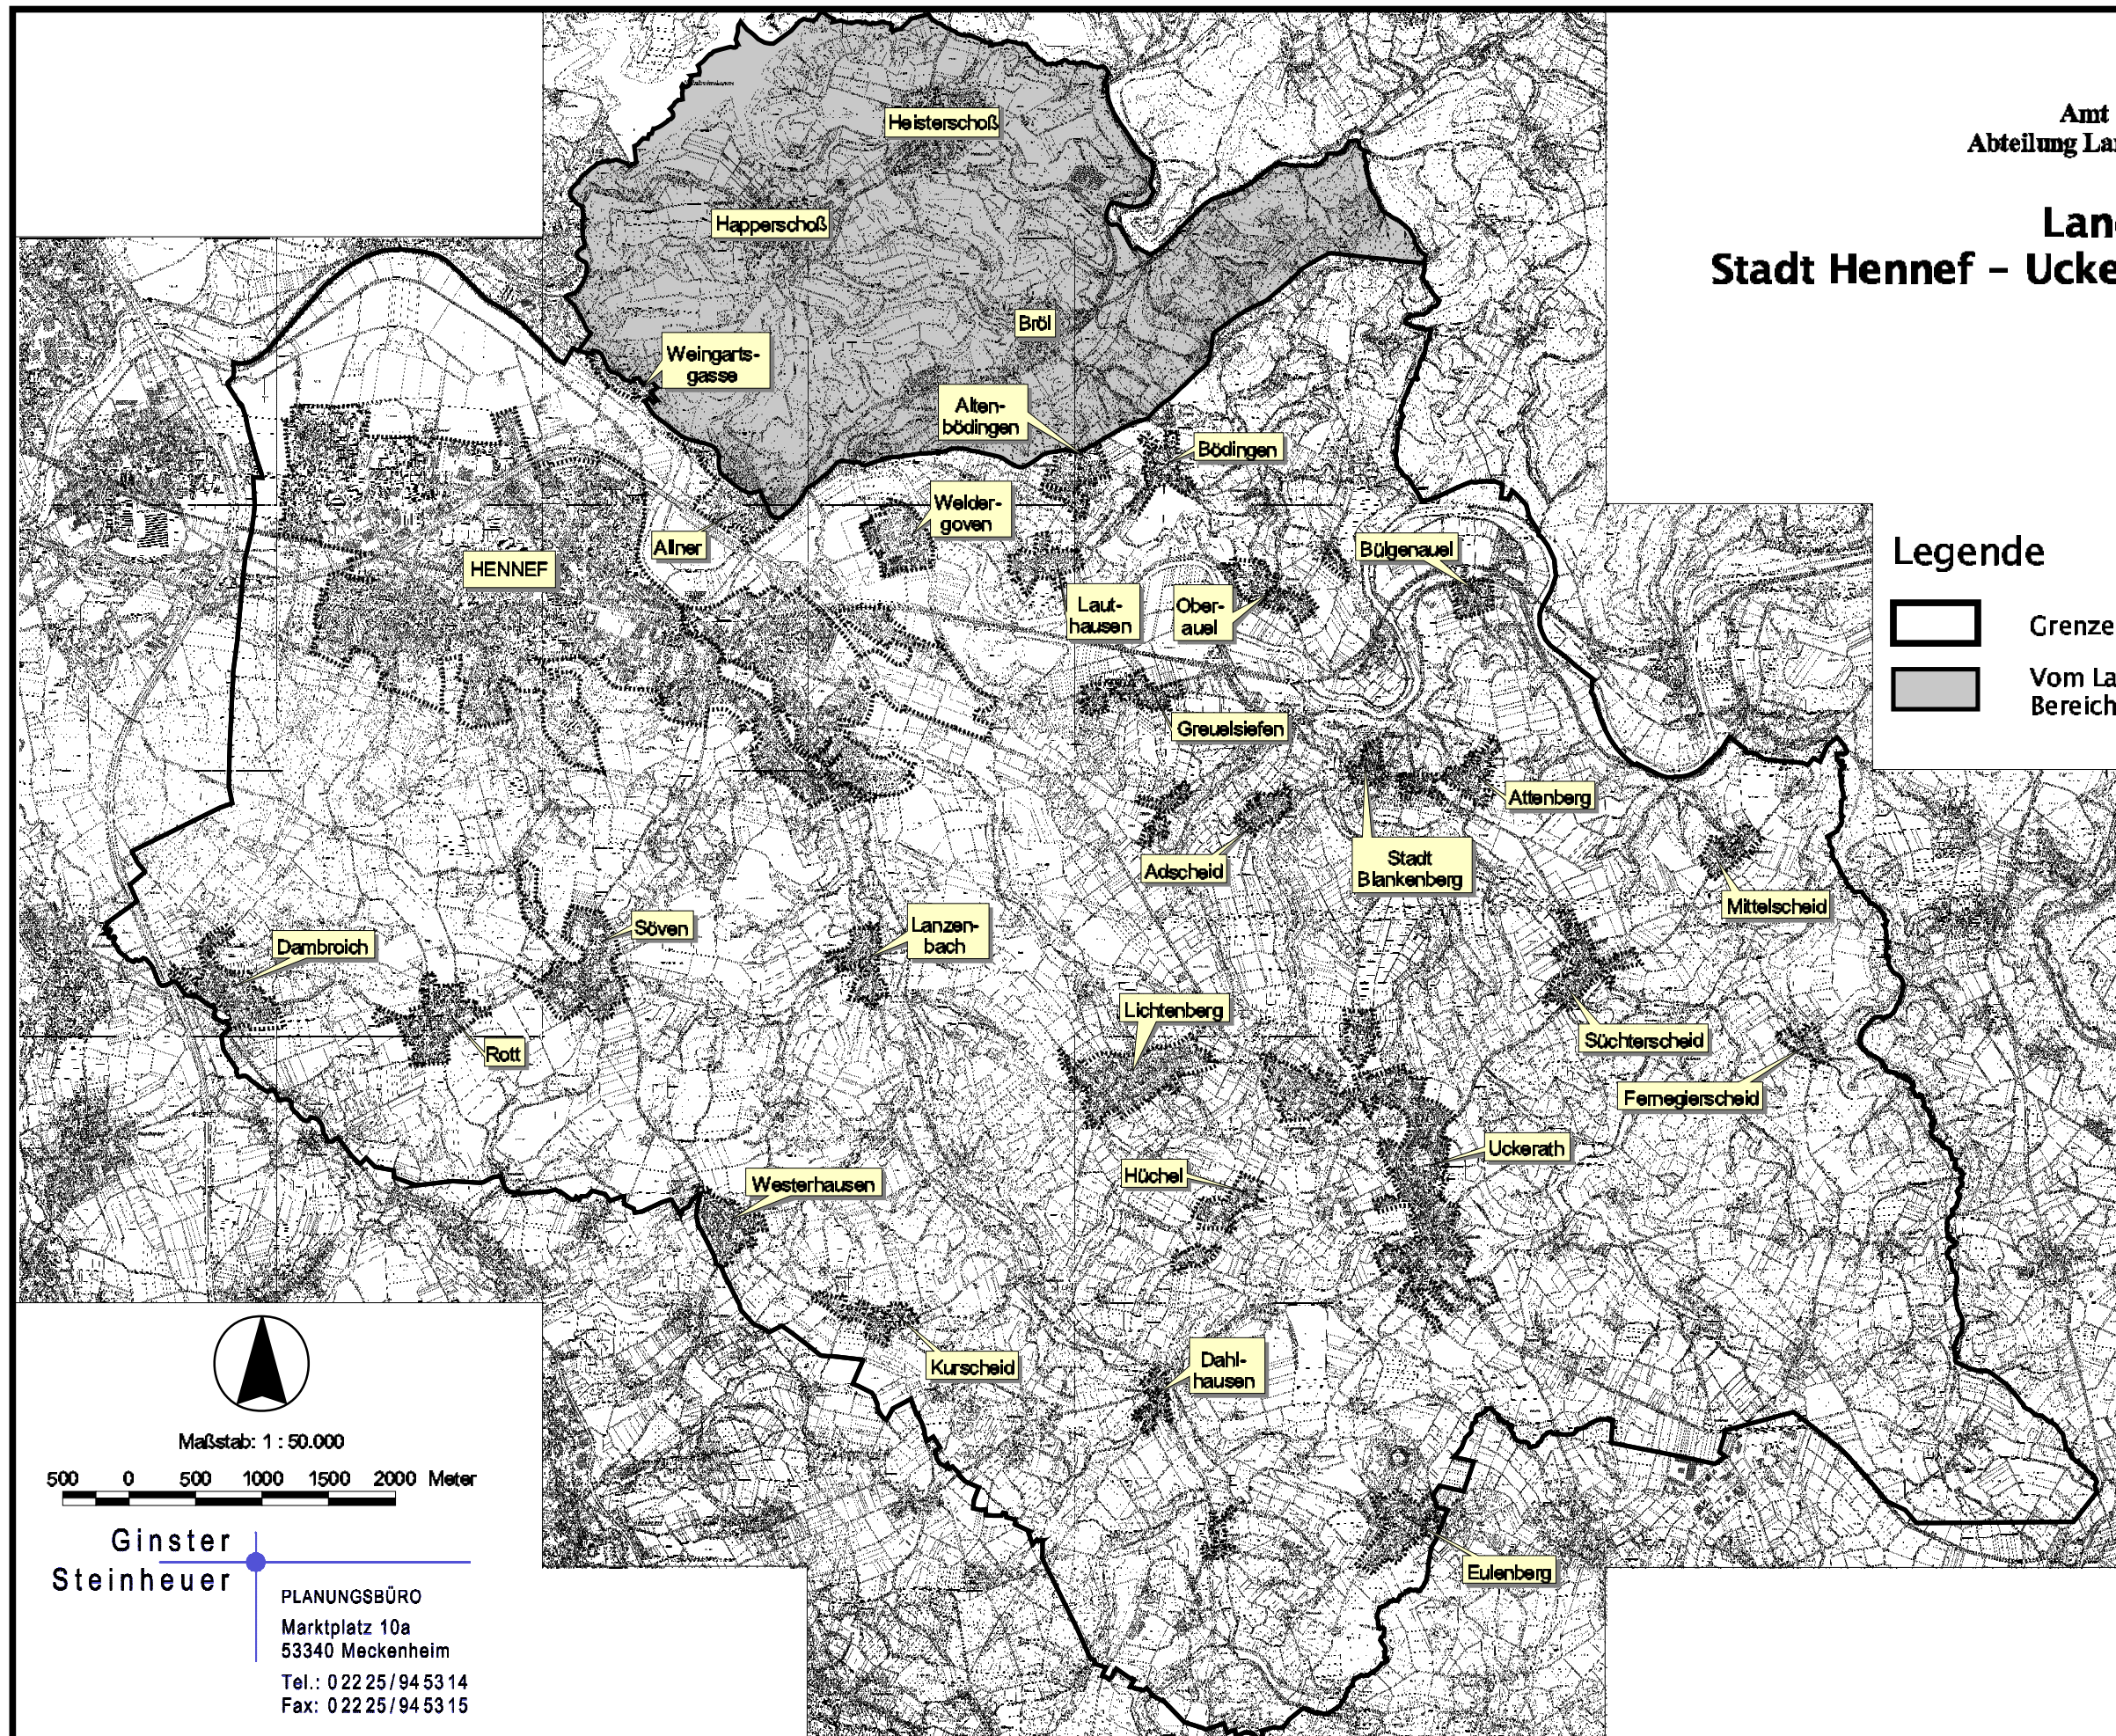 Amt
Abteilung Lan
Lan
Stadt Hennef – Ucke
Heisterschoß
Happerschoß
Bröl
Weingarts-
gasse
Alten-
bödingen
Bödingen
Welder-
goven
Allner
HENNEF
Bülgenauel
Laut-
hausen
Ober-
auel
Legende
Grenze
Vom La
Bereich
Greuelsiefen
Attenberg
Adscheid
Stadt
Blankenberg
Mittelscheid
Söven
Lanzen-
bach
Dambroich
Lichtenberg
Rott
Süchterscheid
Fernegierscheid
Uckerath
Hüchel
Westerhausen
Kurscheid
Dahl-
hausen
Eulenberg
Maßstab: 1 : 50.000
500 0 500 1000 1500 2000 Meter
Ginster
Steinheuer
PLANUNGSBÜRO
Marktplatz 10a
53340 Meckenheim
Tel.: 02225/945314
Fax: 02225/945315